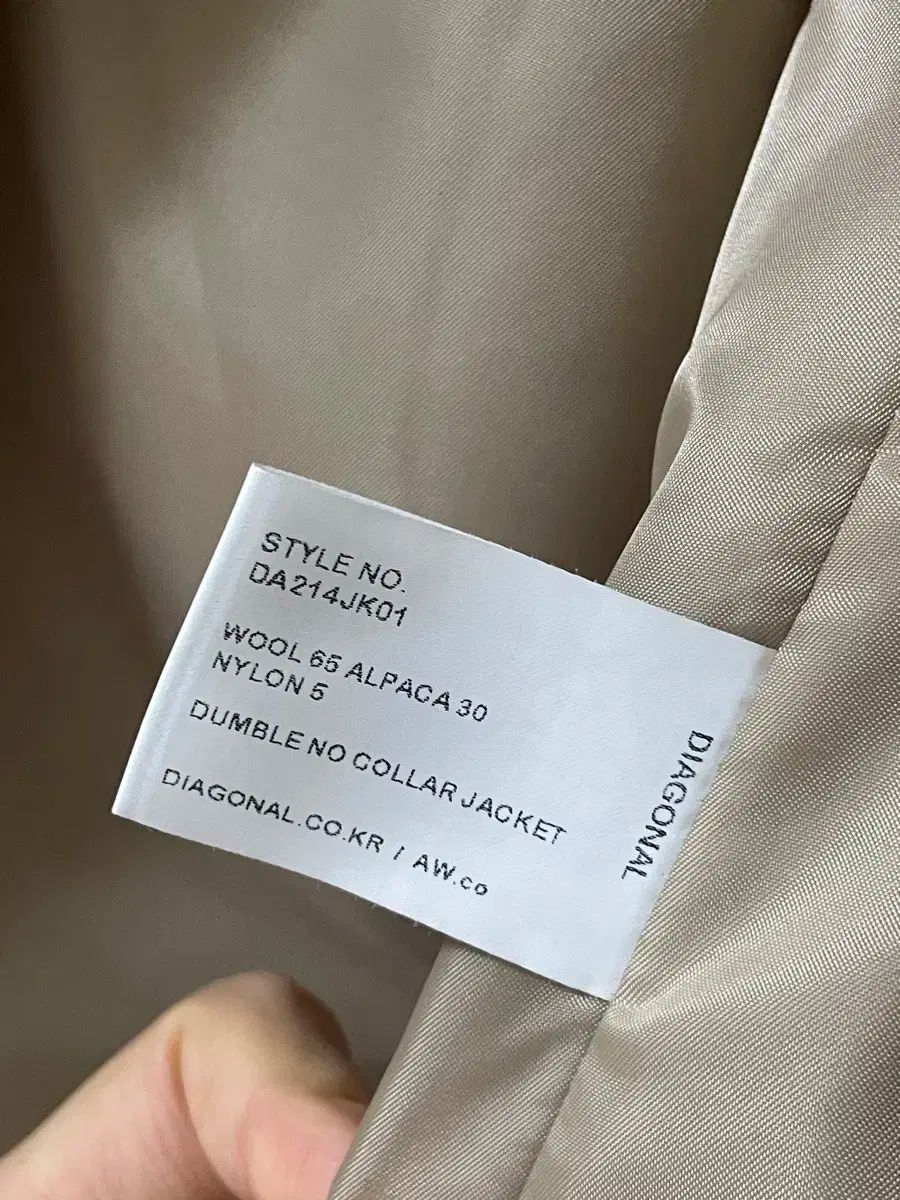 STYLE NO.
DA214JK01
WOOL 65 ALPACA 30
NYLON 5
DUMBLE NO COLLAR JACKET
DIAGONAL.CO.KR / AW.co
DIAGONAL